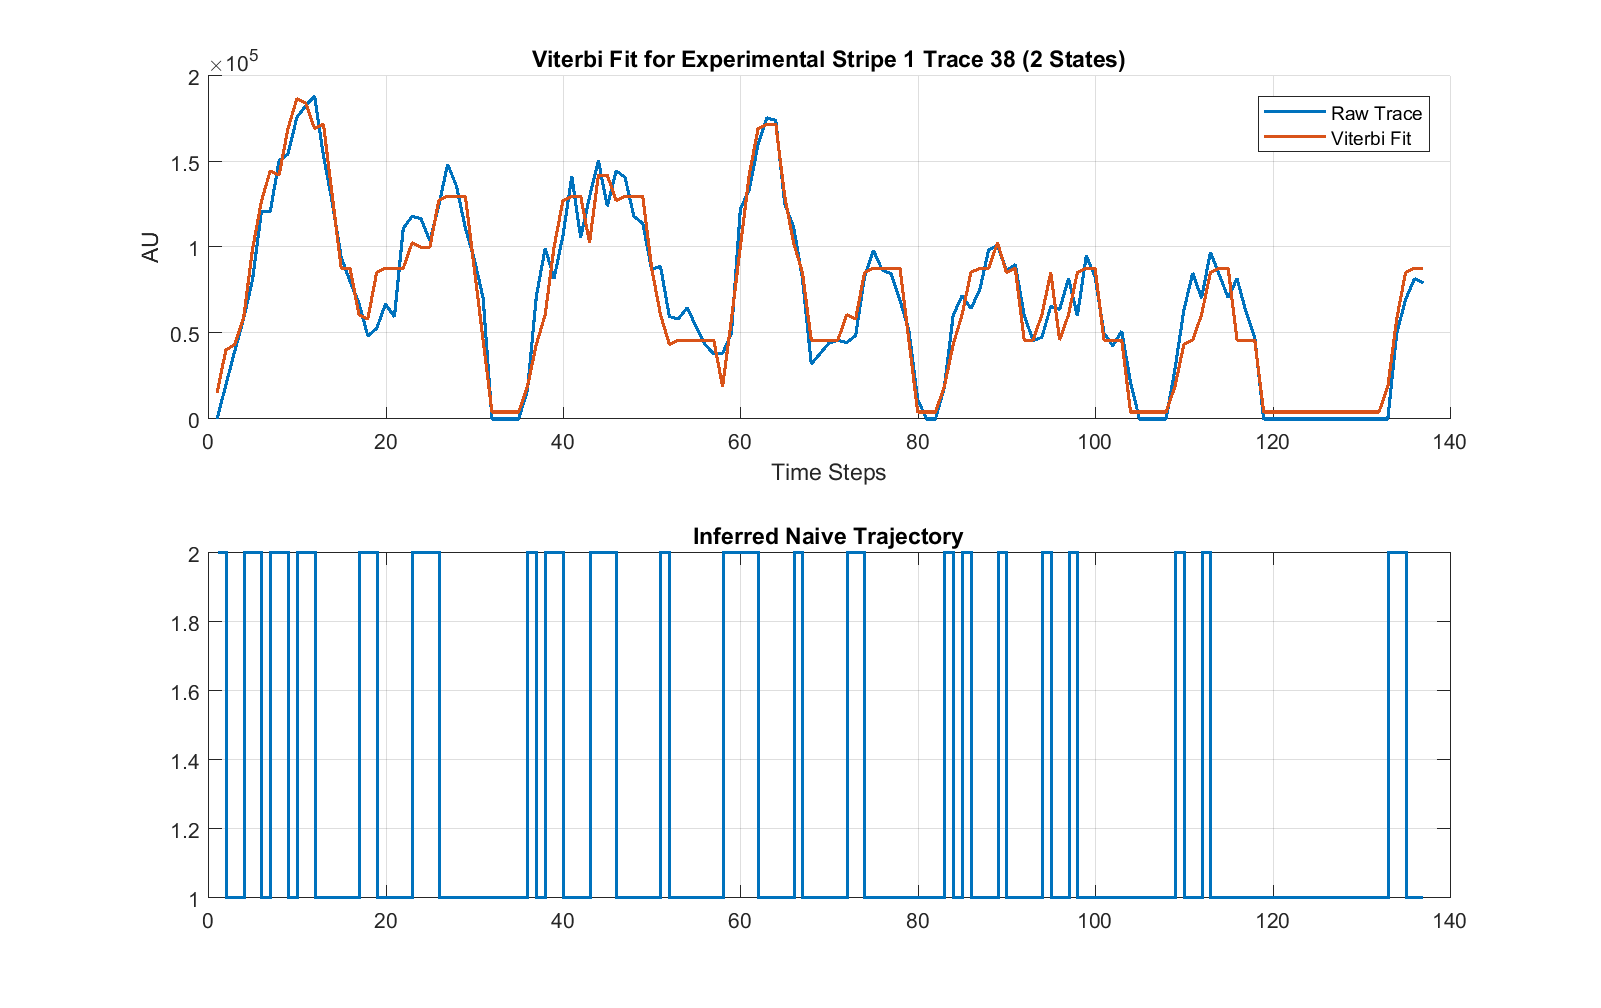 Viterbi Fit for Experimental Stripe 1 Trace 38 (2 States)
×10^5
2
1.5
1
0.5
0
AU
Raw Trace
Viterbi Fit
0 20 40 60 80 100 120 140
Time Steps
Inferred Naive Trajectory
2
1.8
1.6
1.4
1.2
1
0 20 40 60 80 100 120 140